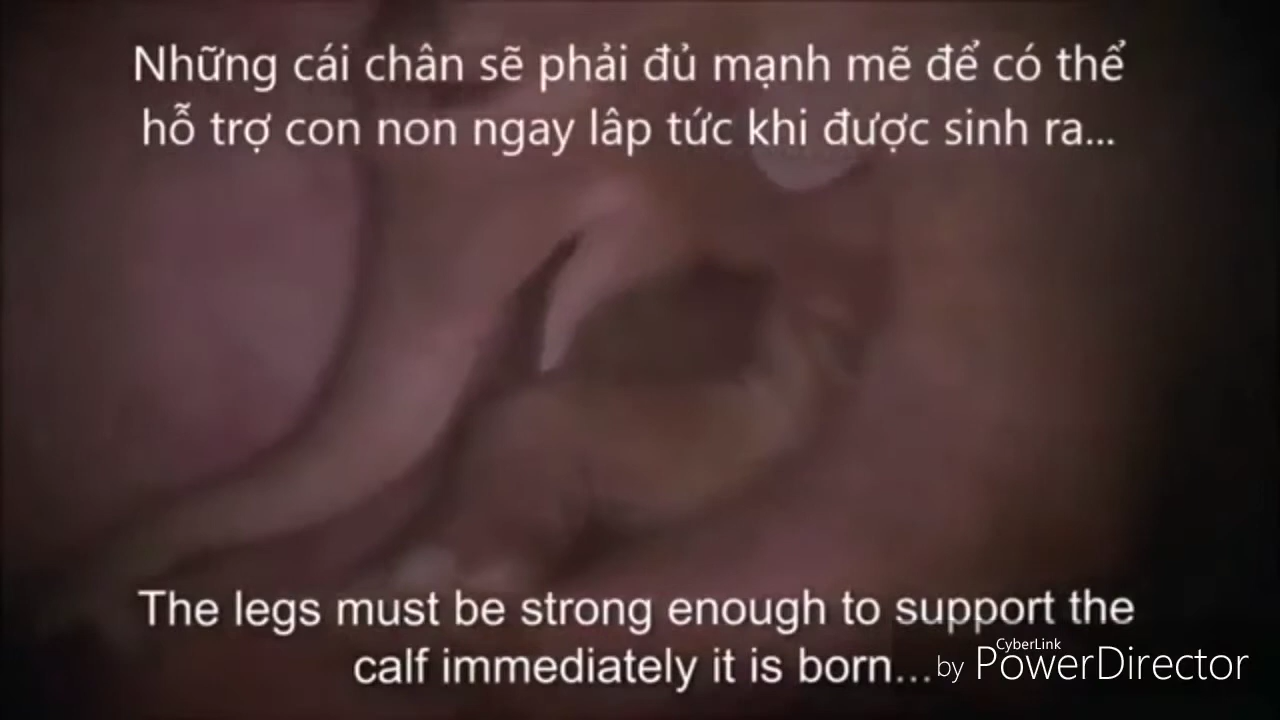 Những cái chân sẽ phải đủ mạnh mẽ để có thể
hỗ trợ con non ngay lâp tức khi được sinh ra...
The legs must be strong enough to support the
calf immediately it is born...
CyberLink
by PowerDirector